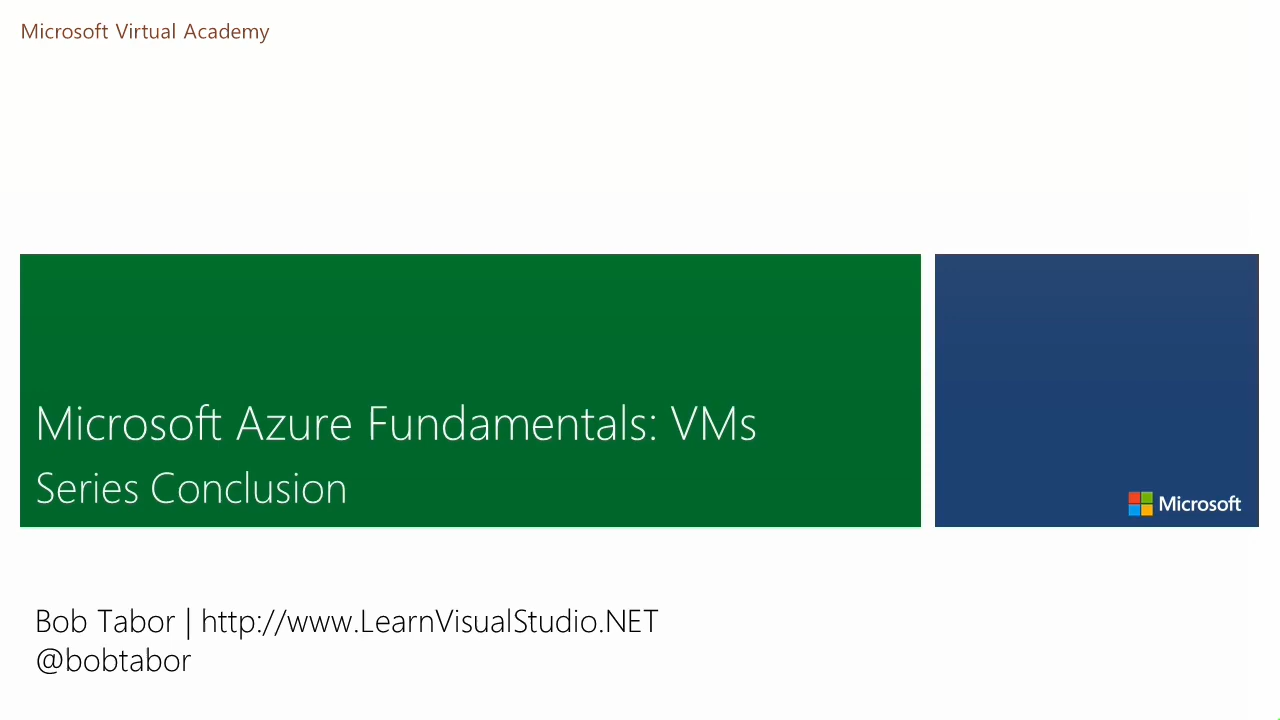 Microsoft Virtual Academy
Microsoft Azure Fundamentals: VMs
Series Conclusion
Microsoft
Bob Tabor | http://www.LearnVisualStudio.NET
@bobtabor